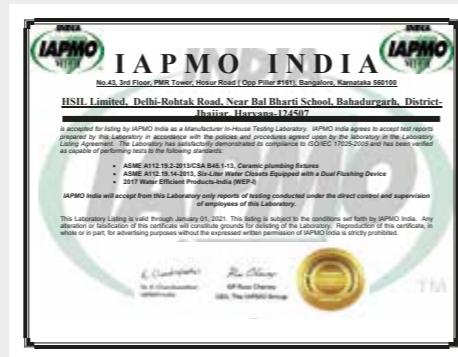 INDIA
INDIA
IAPMO
IAPMO
IAPMO INDIA
No.43, 3rd Floor, PMR Tower, Hosur Road ( Opp Piller #161), Bangalore, Karnataka 560100
HSIL Limited, Delhi-Rohtak Road, Near Bal Bharti School, Bahadurgarh, District-
Jhajjar, Haryana-124507
is accepted for listing by IAPMO India as a Manufacturer In-House Testing Laboratory. IAPMO India agrees to accept test reports
prepared by this Laboratory in accordance with the policies and procedures agreed upon by the laboratory in the Laboratory
Listing Agreement. The Laboratory has satisfactorily demonstrated its compliance to ISO/IEC 17025-2005 and has been verified
as capable of performing tests to the following standards:
• ASME A112.19.2-2013/CSA B45.1-13, Ceramic plumbing fixtures
• ASME A112.19.14-2013, Six-Liter Water Closets Equipped with a Dual Flushing Device
• 2017 Water Efficient Products-India (WEP-I)
IAPMO India will accept from this Laboratory only reports of testing conducted under the direct control and supervision
of employees of this Laboratory.
This Laboratory Listing is valid through January 01, 2021. This listing is subject to the conditions set forth by IAPMO India. Any
alteration or falsification of this certificate will constitute grounds for delisting of the Laboratory. Reproduction of this certificate, in
whole or in part, for advertising purposes without the expressed written permission of IAPMO India is strictly prohibited.
GP Russ Chaney
CEO, The IAPMO Group
TM